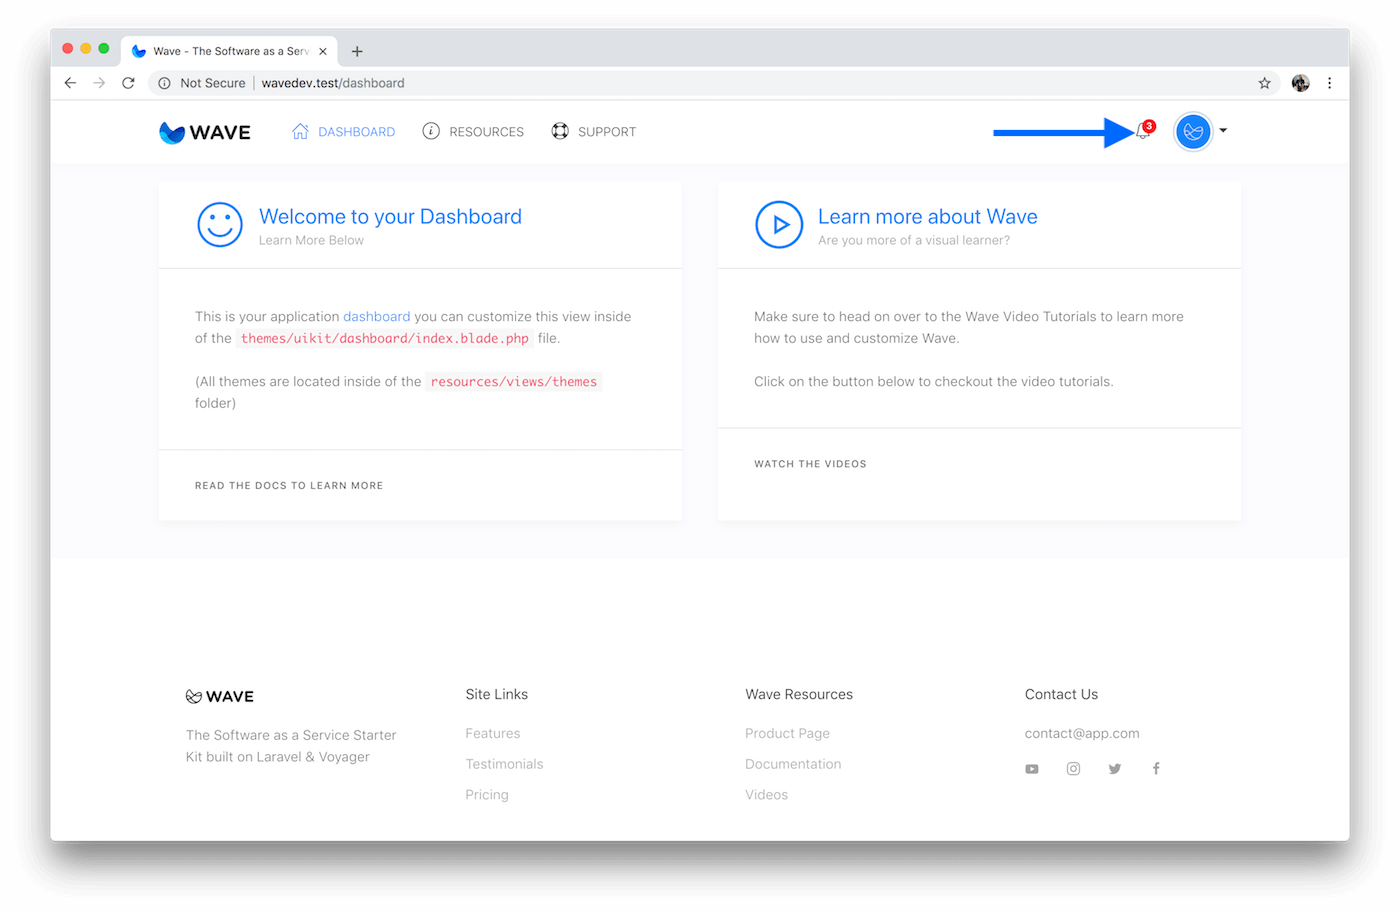 Wave - The Software as a Serv
Not Secure | wavedev.test/dashboard
WAVE DASHBOARD RESOURCES SUPPORT 3
Welcome to your Dashboard
Learn More Below
This is your application dashboard you can customize this view inside
of the themes/uikit/dashboard/index.blade.php file.
(All themes are located inside of the resources/views/themes
folder)
READ THE DOCS TO LEARN MORE
Learn more about Wave
Are you more of a visual learner?
Make sure to head on over to the Wave Video Tutorials to learn more
how to use and customize Wave.
Click on the button below to checkout the video tutorials.
WATCH THE VIDEOS
WAVE
The Software as a Service Starter
Kit built on Laravel & Voyager
Site Links
Features
Testimonials
Pricing
Wave Resources
Product Page
Documentation
Videos
Contact Us
contact@app.com